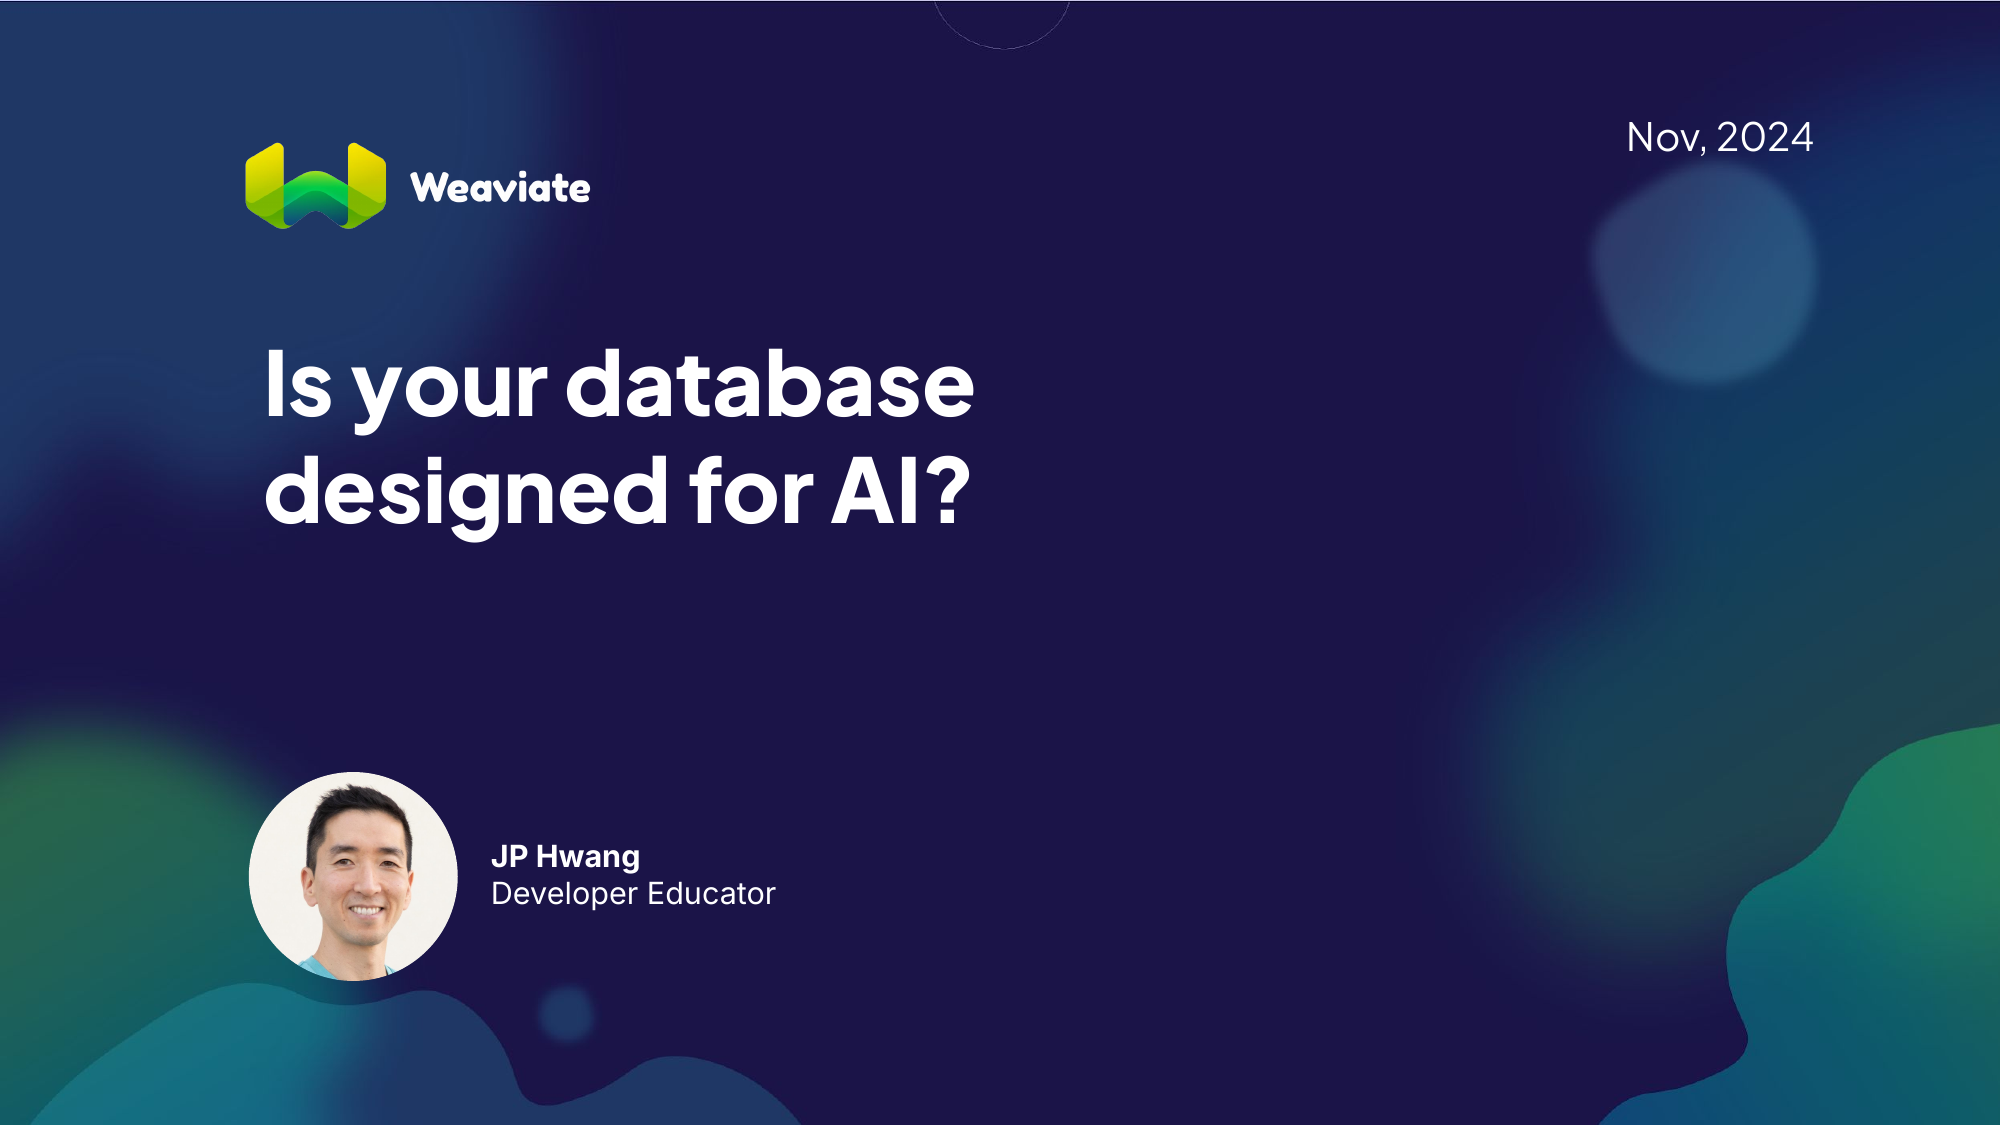 Weaviate
Nov, 2024
Is your database
designed for AI?
JP Hwang
Developer Educator